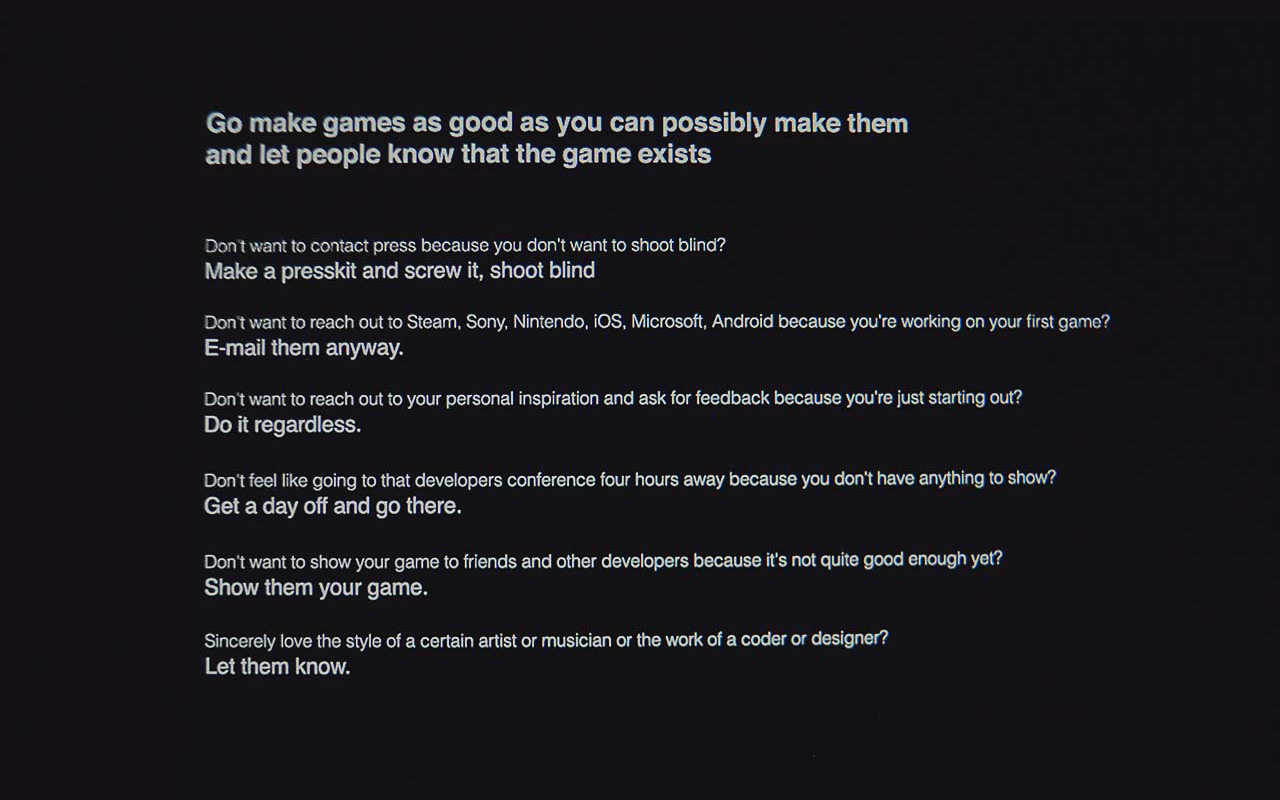 Go make games as good as you can possibly make them
and let people know that the game exists
Don't want to contact press because you don't want to shoot blind?
Make a presskit and screw it, shoot blind
Don't want to reach out to Steam, Sony, Nintendo, iOS, Microsoft, Android because you're working on your first game?
E-mail them anyway.
Don't want to reach out to your personal inspiration and ask for feedback because you're just starting out?
Do it regardless.
Don't feel like going to that developers conference four hours away because you don't have anything to show?
Get a day off and go there.
Don't want to show your game to friends and other developers because it's not quite good enough yet?
Show them your game.
Sincerely love the style of a certain artist or musician or the work of a coder or designer?
Let them know.